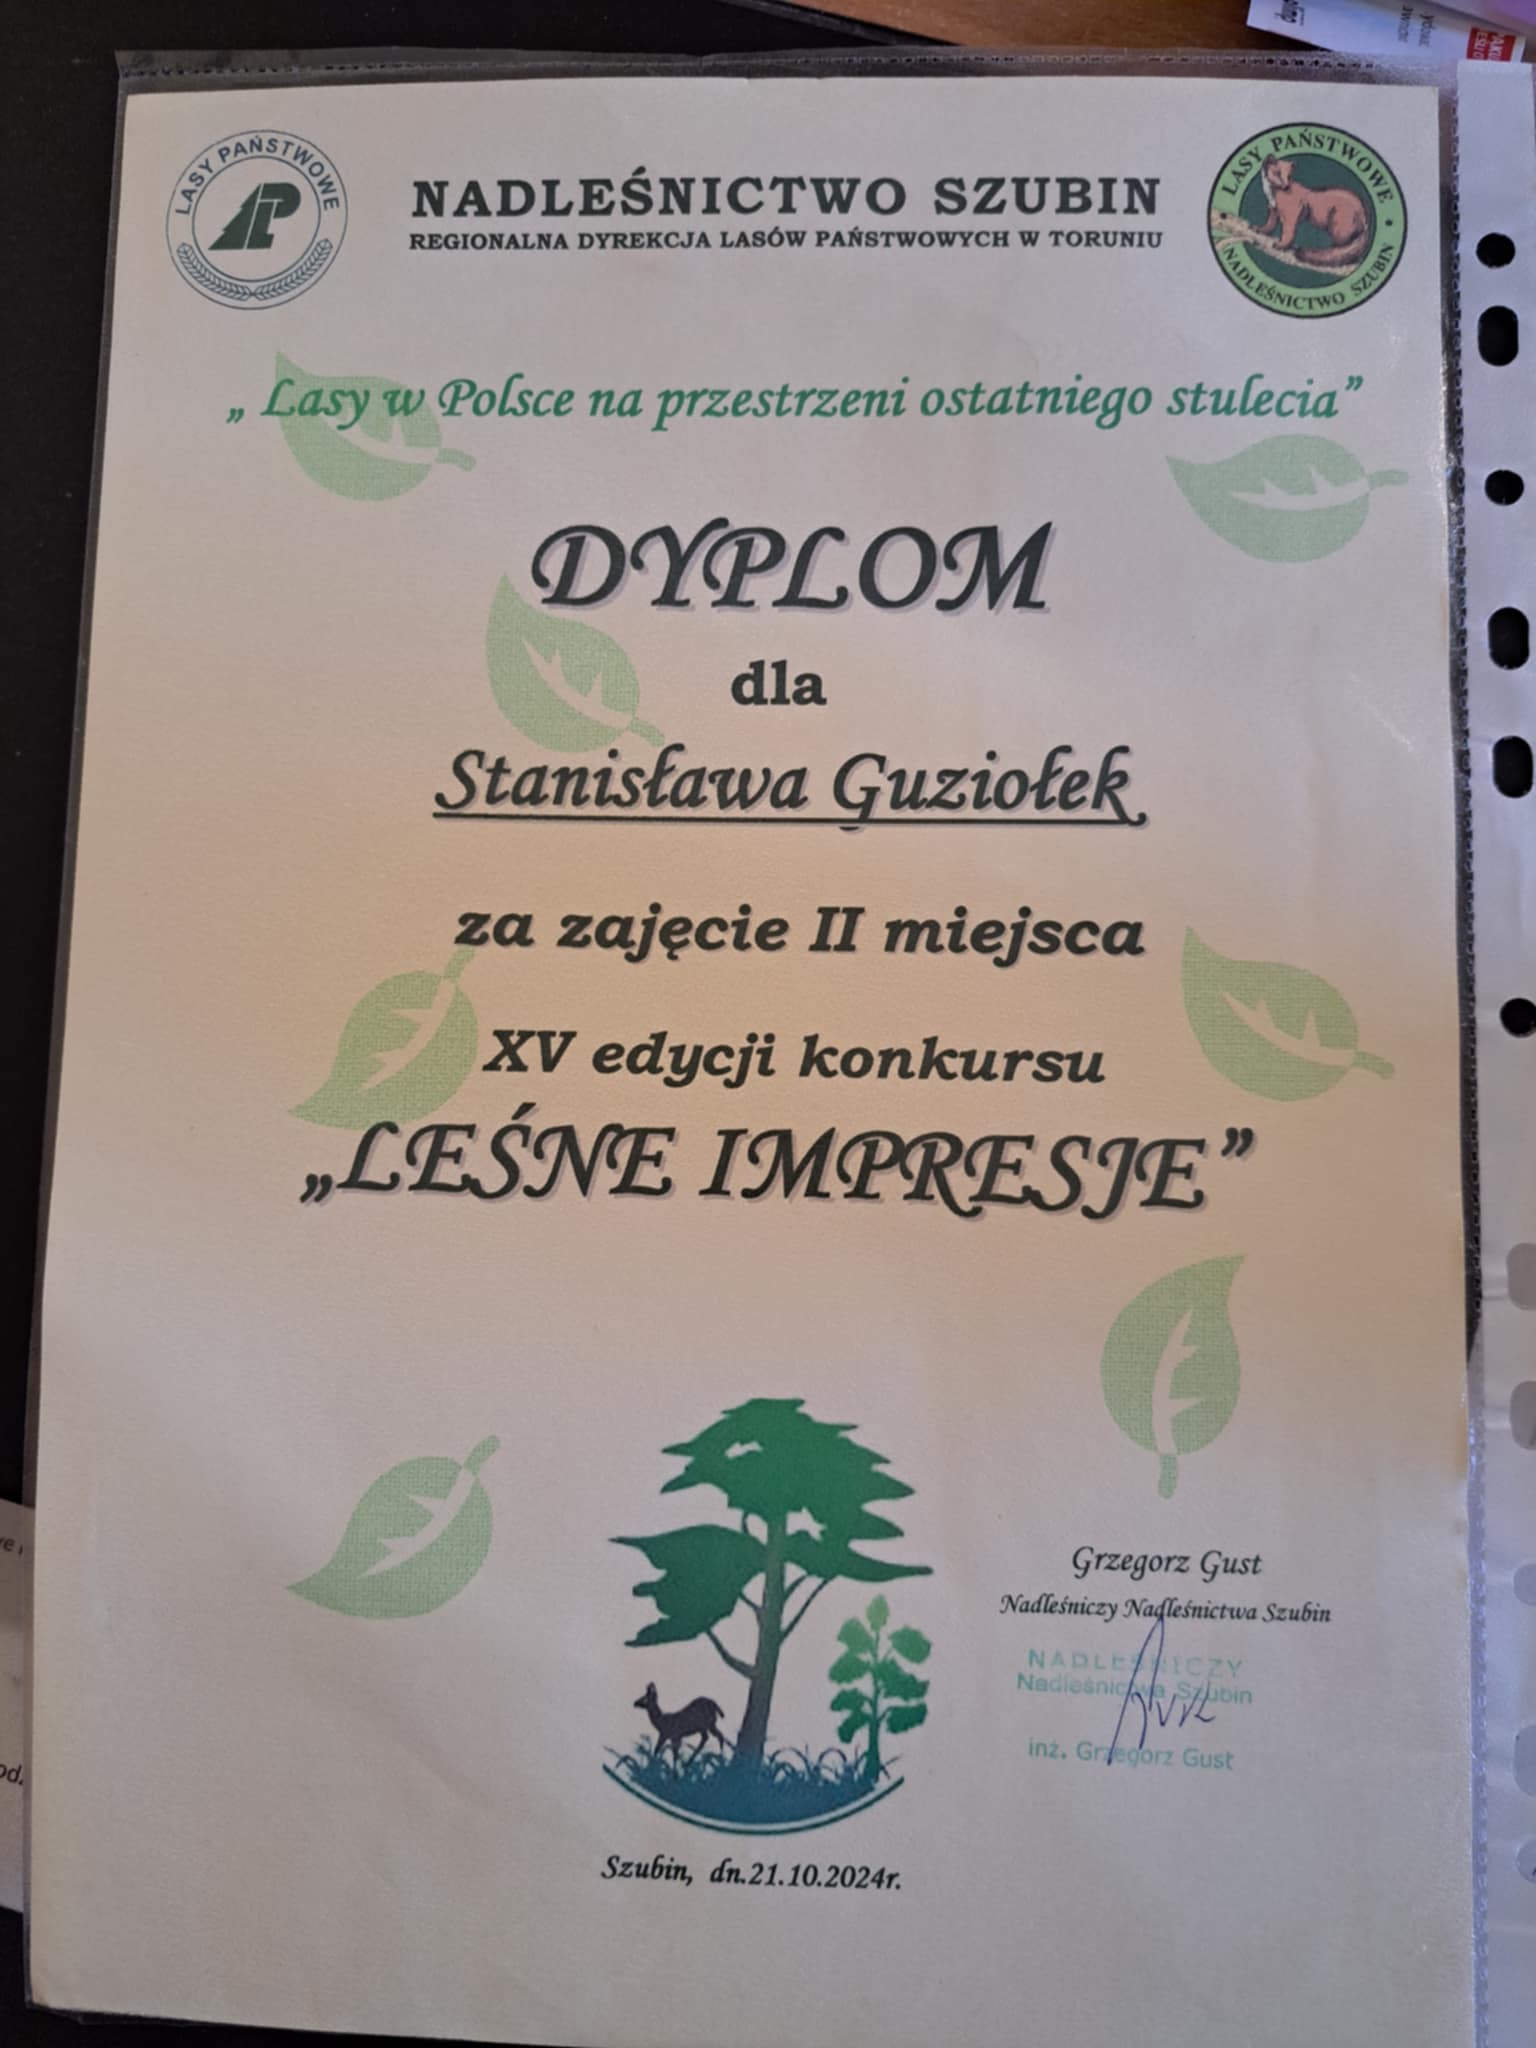 LASY PAŃSTWOWE
NADLEŚNICTWO SZUBIN
REGIONALNA DYREKCJA LASÓW PAŃSTWOWYCH W TORUNIU
LASY PAŃSTWOWE
NADLEŚNICTWO SZUBIN
„Lasy w Polsce na przestrzeni ostatniego stulecia”
DYPLOM
dla
Stanisława Guziołek
za zajęcie II miejsca
XV edycji konkursu
„LEŚNE IMPRESJE”
Grzegorz Gust
Nadleśniczy Nadleśnictwa Szubin
NADLEŚNICZY
Nadleśnictwa Szubin
inż. Grzegorz Gust
Szubin, dn.21.10.2024r.